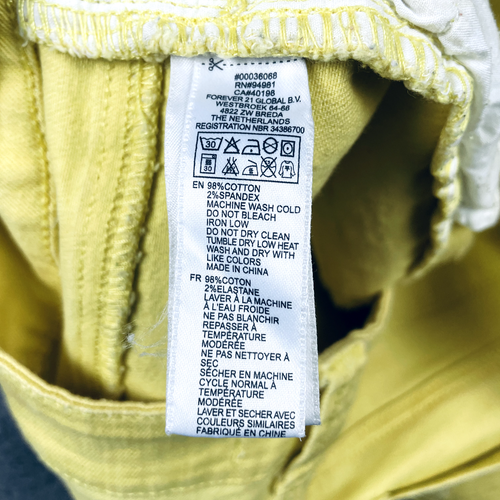 #00036068
RN#94981
CA#40198
FOREVER 21 GLOBAL B.V.
WESTBROEK 64-66
4822 ZW BREDA
THE NETHERLANDS
REGISTRATION NBR 34386700
30
30
EN 98%COTTON
2%SPANDEX
MACHINE WASH COLD
DO NOT BLEACH
IRON LOW
DO NOT DRY CLEAN
TUMBLE DRY LOW HEAT
WASH AND DRY WITH
LIKE COLORS
MADE IN CHINA
FR 98%COTON
2%ELASTANE
LAVER À LA MACHINE
À L'EAU FROIDE
NE PAS BLANCHIR
REPASSER À
TEMPÉRATURE
MODÉRÉE
NE PAS NETTOYER À
SEC
SÉCHER EN MACHINE
CYCLE NORMAL À
TEMPÉRATURE
MODÉRÉE
LAVER ET SECHER AVEC
COULEURS SIMILAIRES
FABRIQUÉ EN CHINE